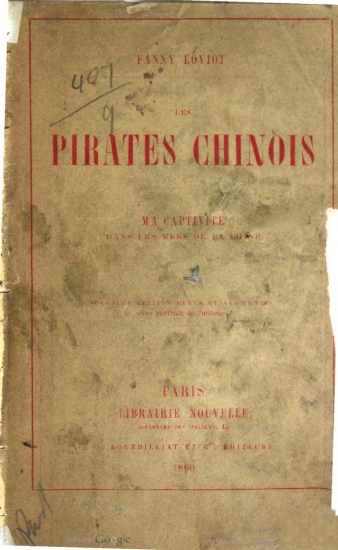 FANNY LOVIOT
407
9
LES
PIRATES CHINOIS
MA CAPTIVITÉ
DANS LES MERS DE LA CHINE
NOUVELLE ÉDITION REVUE ET AUGMENTÉE
avec portrait de l'auteur
PARIS
LIBRAIRIE NOUVELLE
BOULEVARD DES ITALIENS, 15
BOURDILLIAT ET Cie, ÉDITEURS
1860
Google